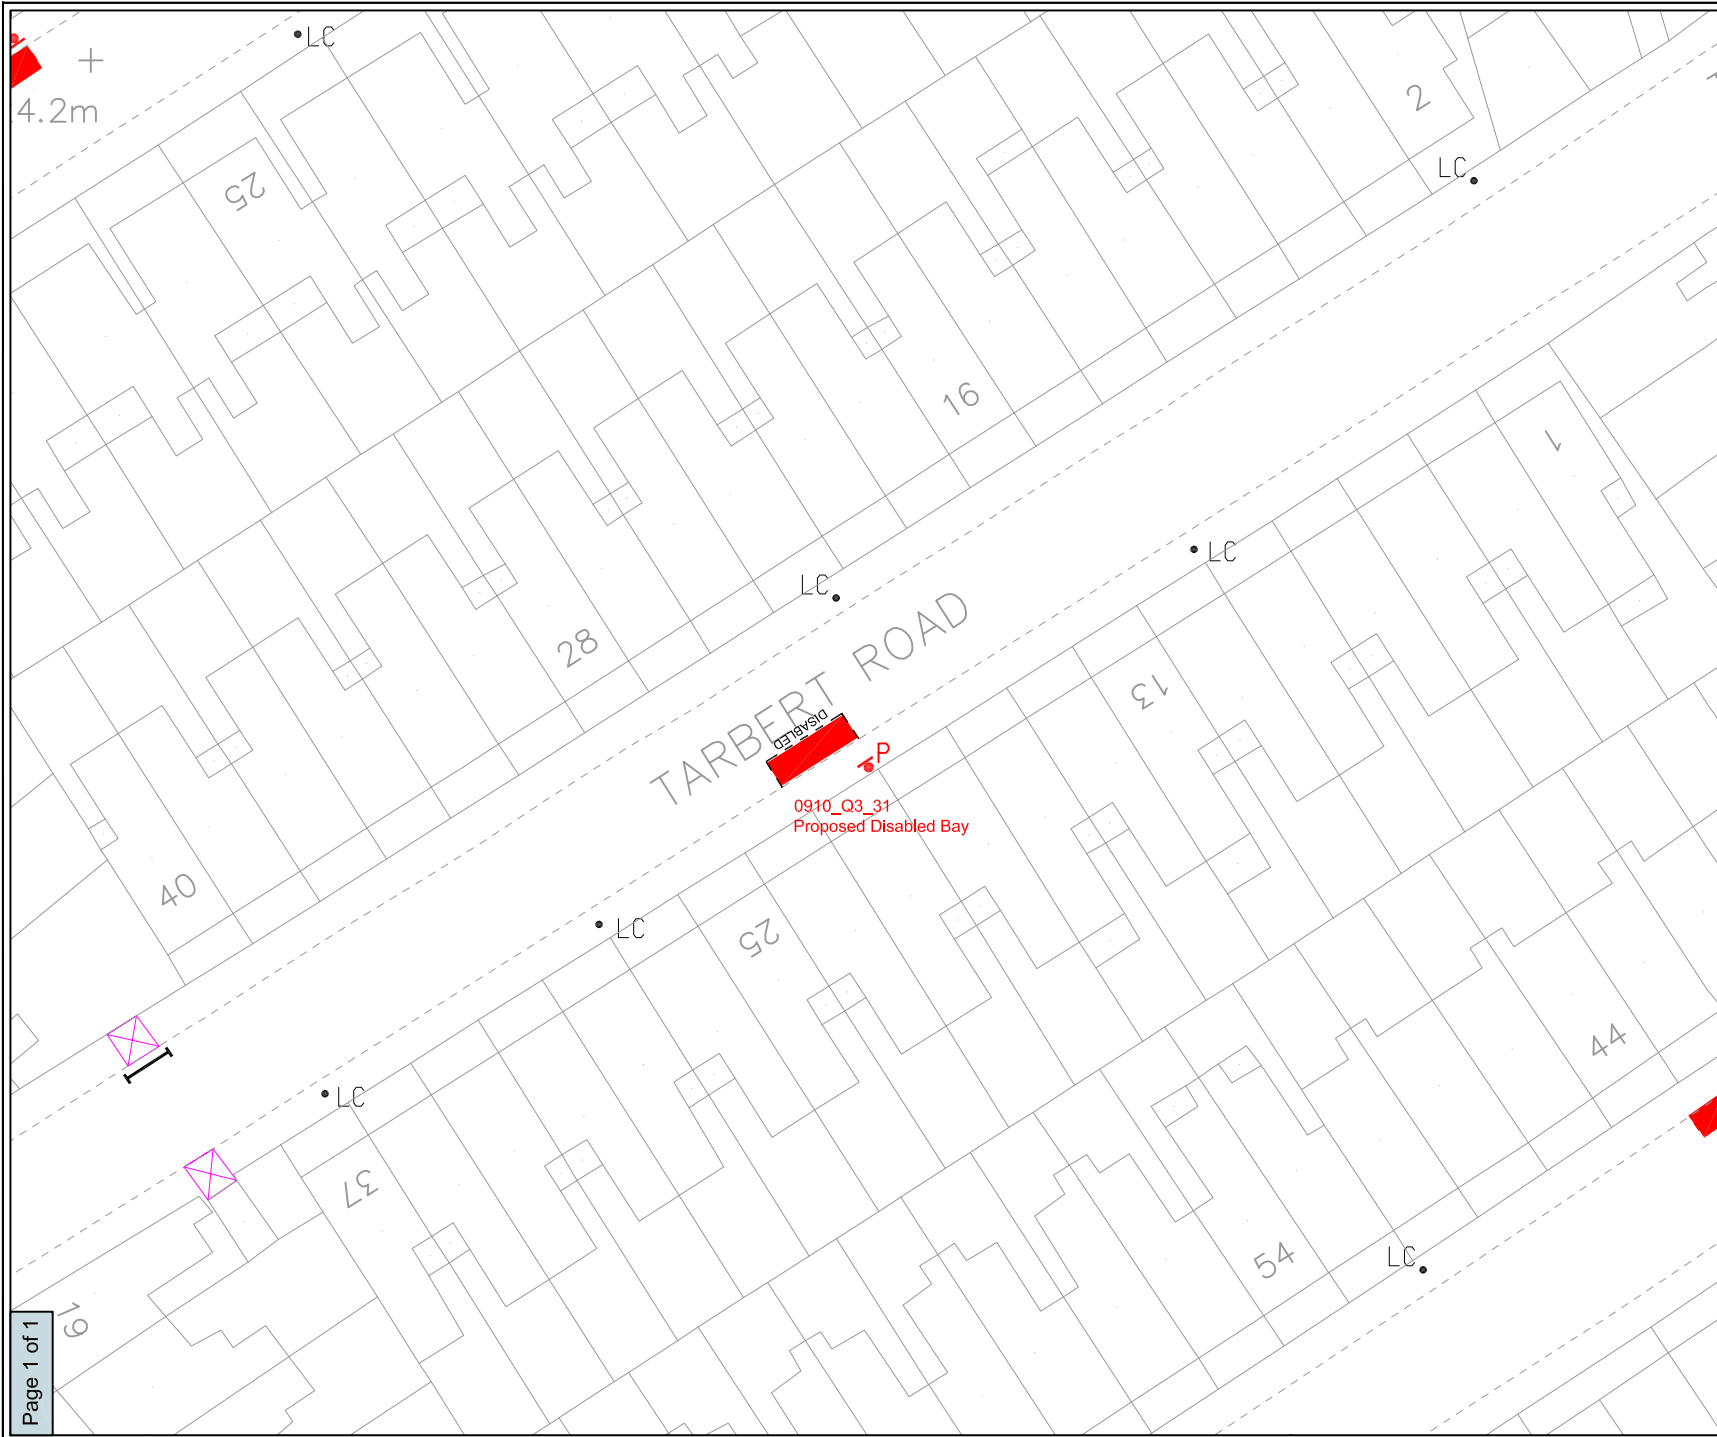 LC
4.2m
25
2
LC
16
1
LC
LC
28
TARBERT ROAD
13
DISABLED
P
0910_Q3_31
Proposed Disabled Bay
40
LC
25
44
LC
37
54
LC
19
Page 1 of 1